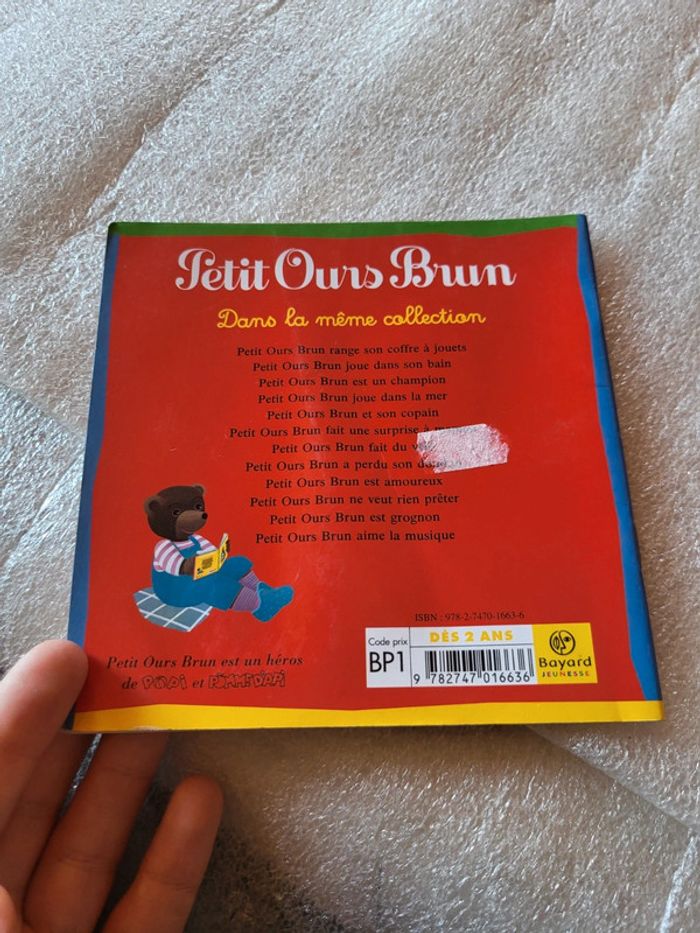 Petit Ours Brun
Dans la même collection
Petit Ours Brun range son coffre à jouets
Petit Ours Brun joue dans son bain
Petit Ours Brun est un champion
Petit Ours Brun joue dans la mer
Petit Ours Brun et son copain
Petit Ours Brun fait une surprise à
Petit Ours Brun fait du
Petit Ours Brun a perdu son
Petit Ours Brun est amoureux
Petit Ours Brun ne veut rien prêter
Petit Ours Brun est grognon
Petit Ours Brun aime la musique
ISBN : 978-2-7470-1663-6
Code prix
BP1
DÈS 2 ANS
9 782747 016636
Bayard
JEUNESSE
Petit Ours Brun est un héros
de POPI et POMME D'API